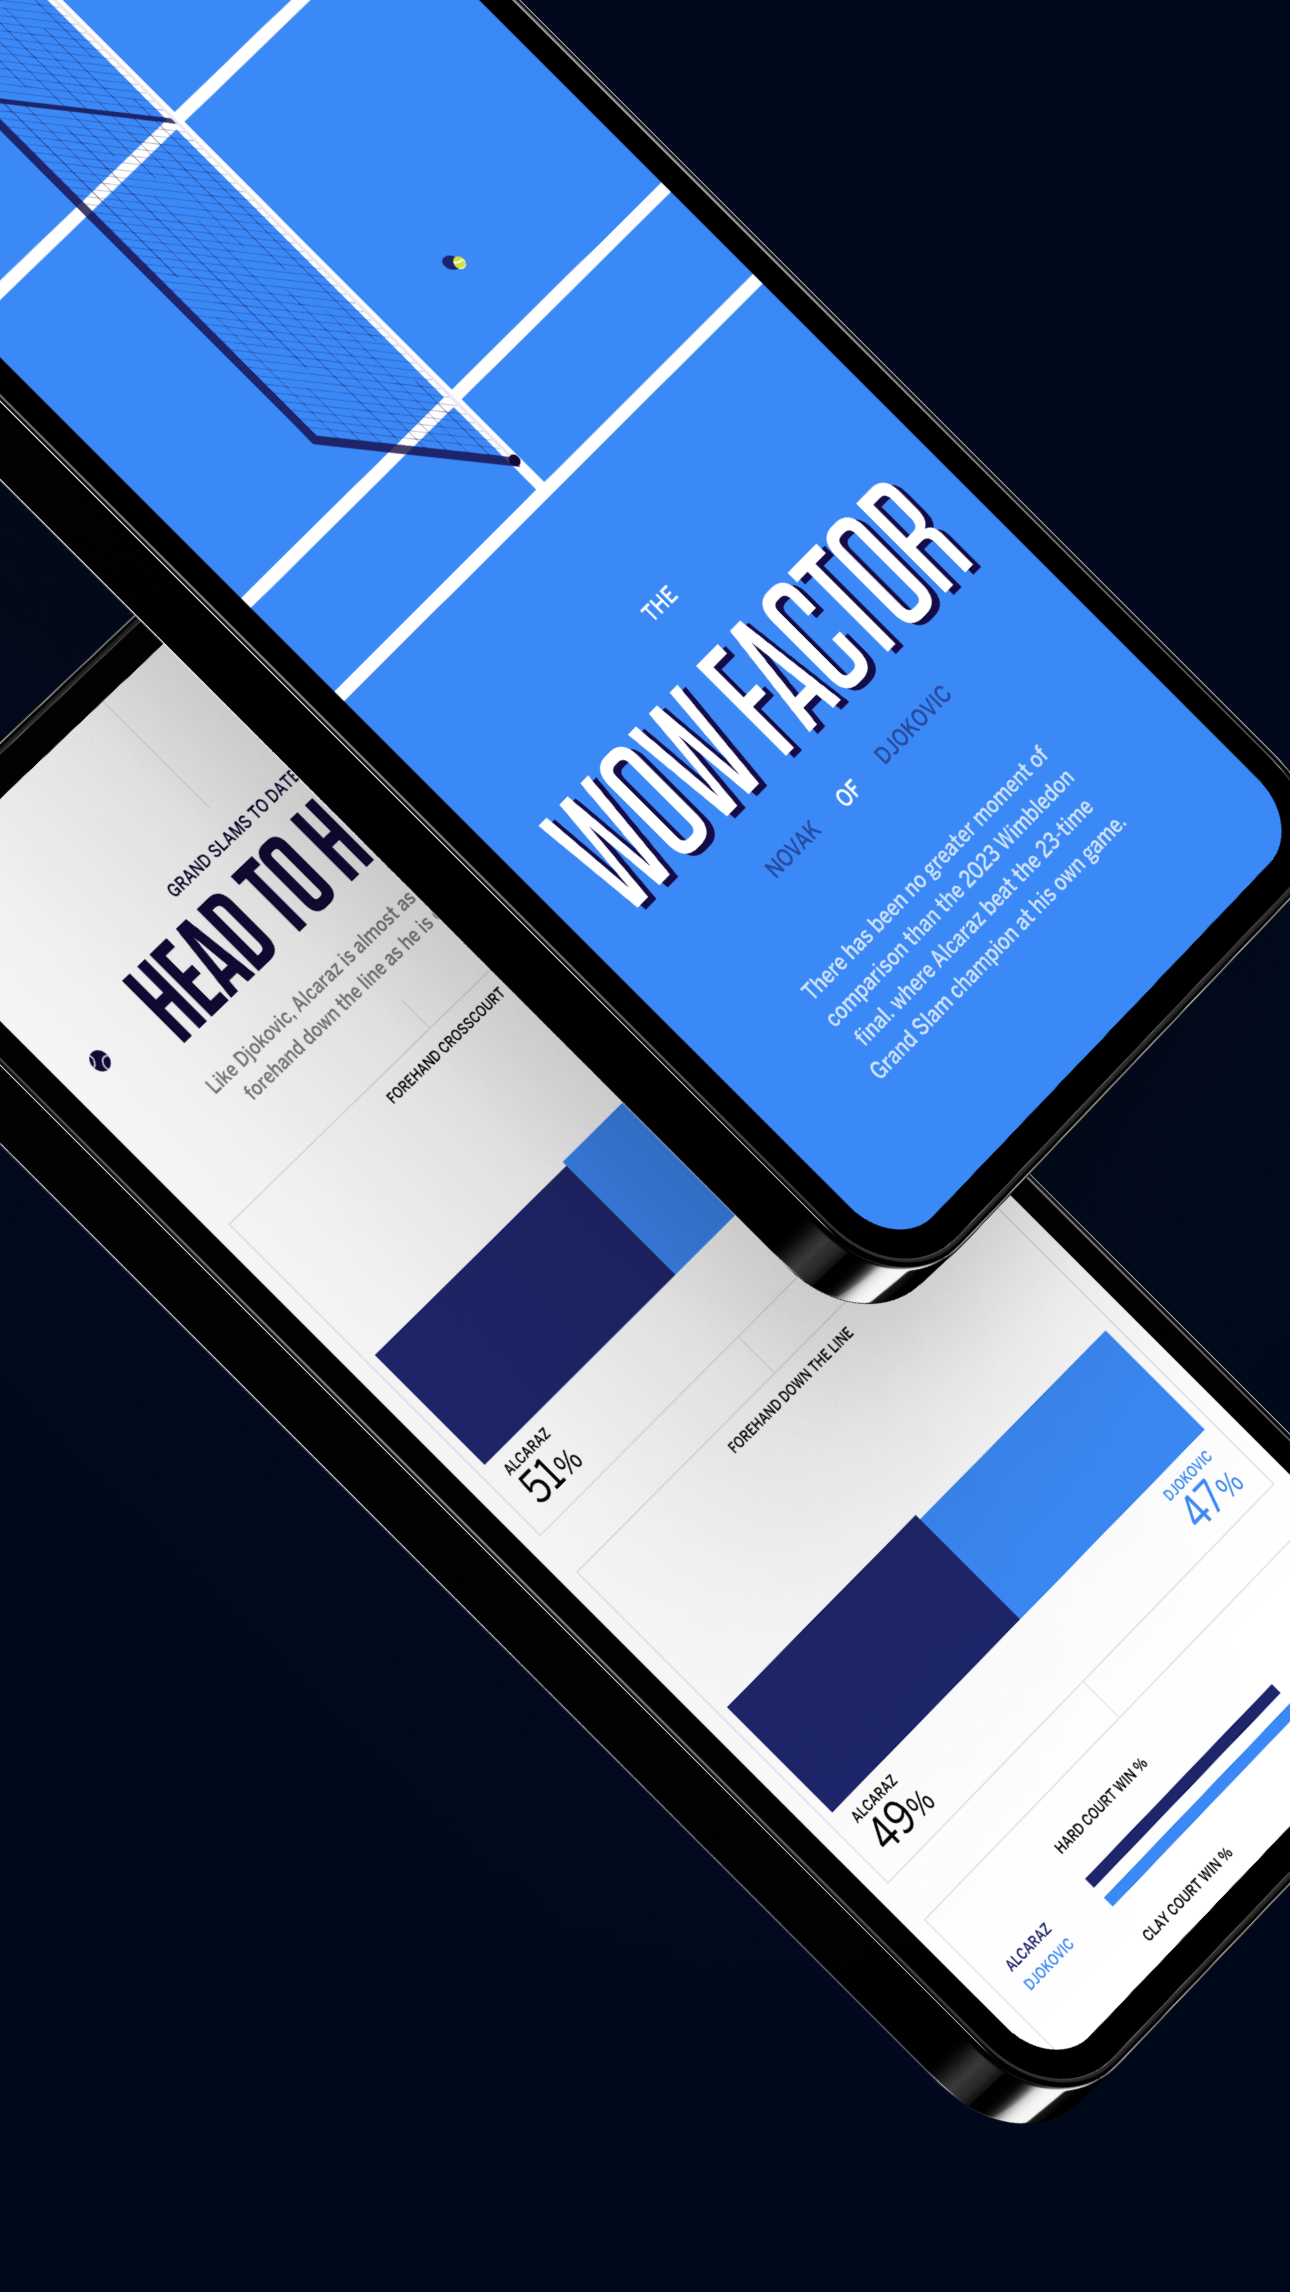 THE
WOW FACTOR
NOVAK OF DJOKOVIC
There has been no greater moment of
comparison than the 2023 Wimbledon
final. where Alcaraz beat the 23-time
Grand Slam champion at his own game.
GRAND SLAMS TO DATE
HEAD TO H
Like Djokovic, Alcaraz is almost as
forehand down the line as he is
FOREHAND CROSSCOURT
ALCARAZ
51%
FOREHAND DOWN THE LINE
DJOKOVIC
47%
ALCARAZ
49%
HARD COURT WIN %
ALCARAZ
DJOKOVIC
CLAY COURT WIN %